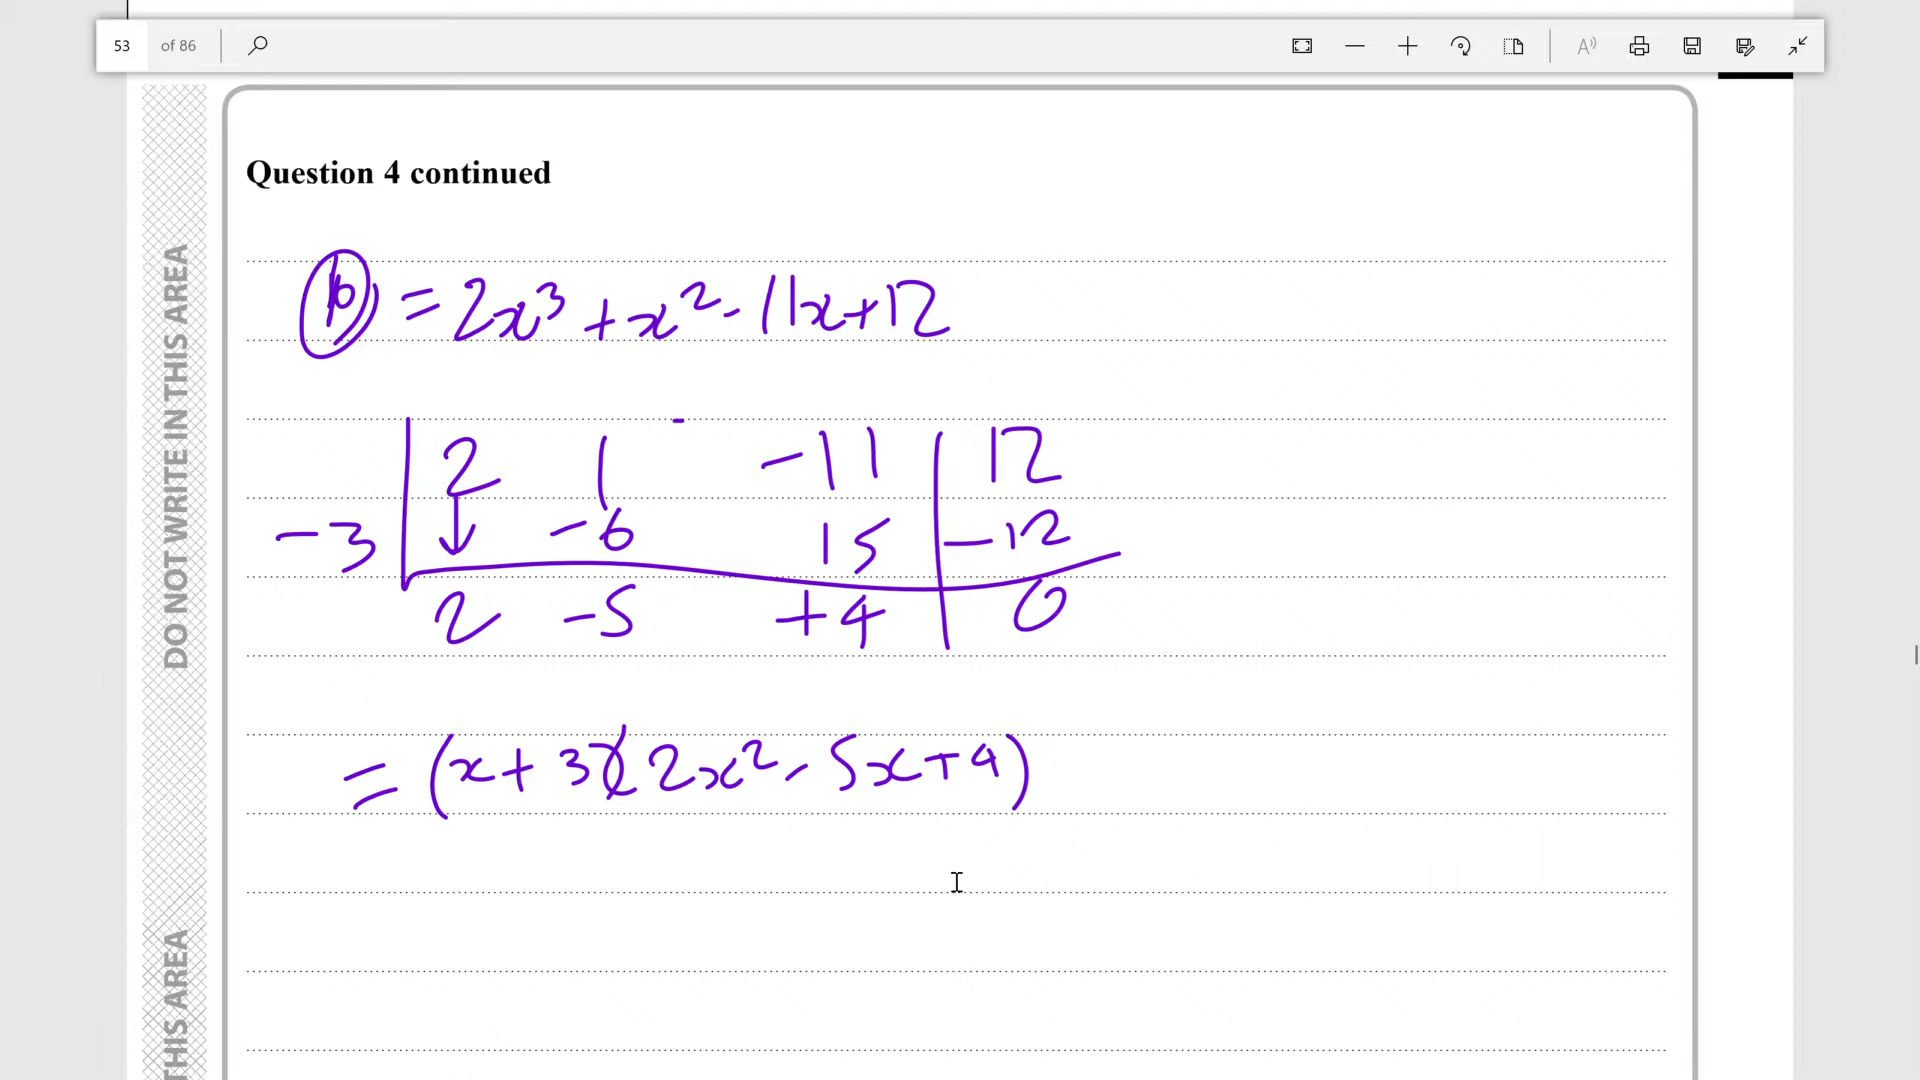 53 of 86
Question 4 continued
(b) = 2x³ + x² - 11x + 12
2 1 -11 12
-3 -6 15 -12
2 -5 +4 0
= (x + 3)(2x² - 5x + 4)
DO NOT WRITE IN THIS AREA
THIS AREA